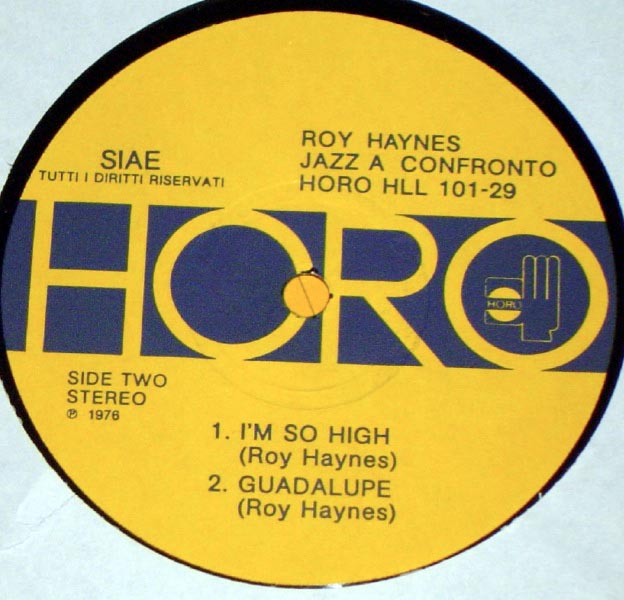 SIAE
TUTTI I DIRITTI RISERVATI
ROY HAYNES
JAZZ A CONFRONTO
HORO HLL 101-29
HORO
HORO
SIDE TWO
STEREO
℗ 1976
1. I'M SO HIGH
(Roy Haynes)
2. GUADALUPE
(Roy Haynes)